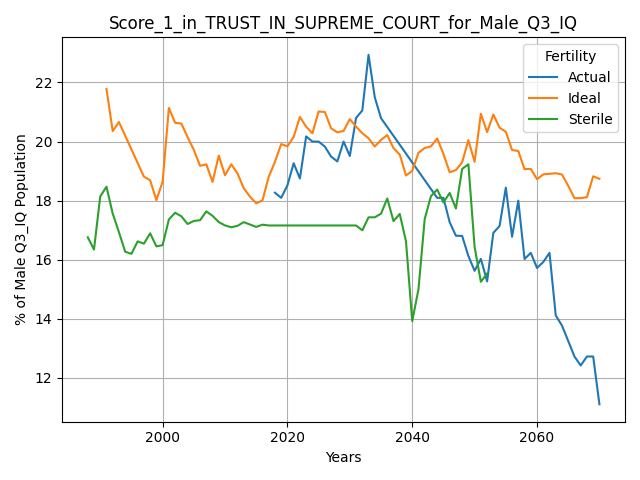 Score_1_in_TRUST_IN_SUPREME_COURT_for_Male_Q3_IQ
% of Male Q3_IQ Population
22
20
18
16
14
12
Fertility
Actual
Ideal
Sterile
2000
2020
2040
2060
Years